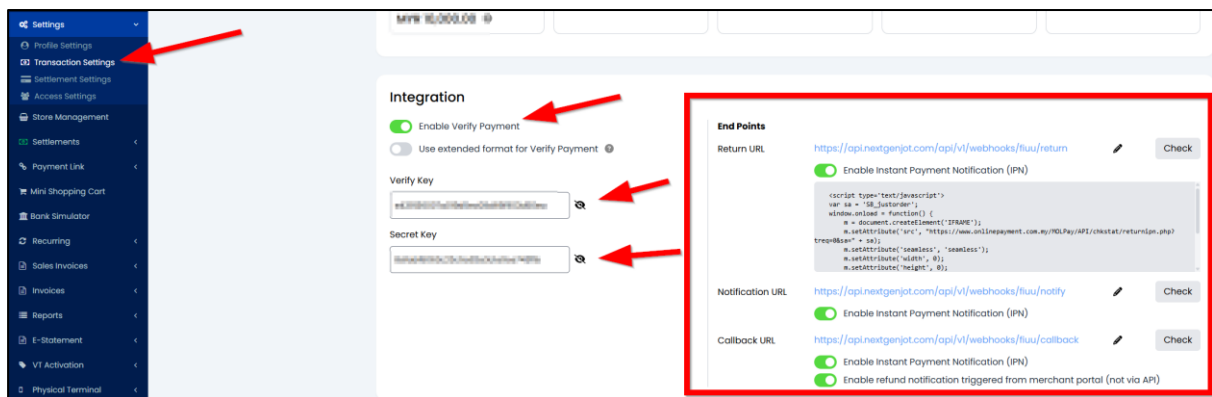 Settings
Profile Settings
Transaction Settings
Settlement Settings
Access Settings
Store Management
Settlements
Payment Link
Mini Shopping Cart
Bank Simulator
Recurring
Sales Invoices
Invoices
Reports
E-Statement
VT Activation
Physical Terminal
MYR 10,000.00
Integration
Enable Verify Payment
Use extended format for Verify Payment
Verify Key
Secret Key
End Points
Return URL https://api.nextgenjot.com/api/v1/webhooks/fiuu/return Check
Enable Instant Payment Notification (IPN)
<script type='text/javascript'>
var sa = 'SB_justorder';
window.onload = function() {
m = document.createElement('IFRAME');
m.setAttribute('src', "https://www.onlinepayment.com.my/MOLPay/API/chkstat/returnipn.php?
treq=0&sa=" + sa);
m.setAttribute('seamless', 'seamless');
m.setAttribute('width', 0);
m.setAttribute('height', 0);
Notification URL https://api.nextgenjot.com/api/v1/webhooks/fiuu/notify Check
Enable Instant Payment Notification (IPN)
Callback URL https://api.nextgenjot.com/api/v1/webhooks/fiuu/callback Check
Enable Instant Payment Notification (IPN)
Enable refund notification triggered from merchant portal (not via API)